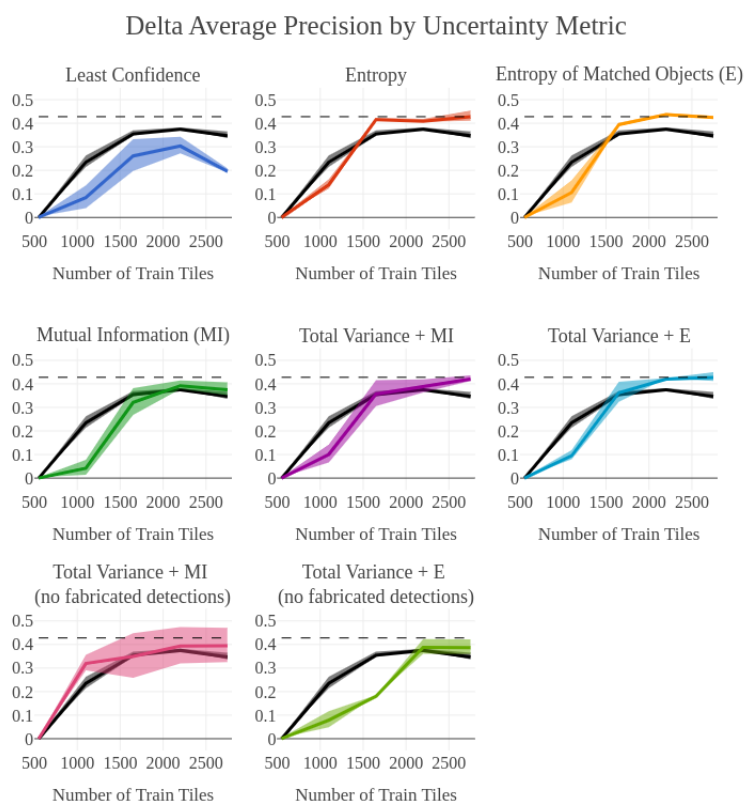 Delta Average Precision by Uncertainty Metric
Least Confidence
0.5
0.4
0.3
0.2
0.1
0
500 1000 1500 2000 2500
Number of Train Tiles
Entropy
0.5
0.4
0.3
0.2
0.1
0
500 1000 1500 2000 2500
Number of Train Tiles
Entropy of Matched Objects (E)
0.5
0.4
0.3
0.2
0.1
0
500 1000 1500 2000 2500
Number of Train Tiles
Mutual Information (MI)
0.5
0.4
0.3
0.2
0.1
0
500 1000 1500 2000 2500
Number of Train Tiles
Total Variance + MI
0.5
0.4
0.3
0.2
0.1
0
500 1000 1500 2000 2500
Number of Train Tiles
Total Variance + E
0.5
0.4
0.3
0.2
0.1
0
500 1000 1500 2000 2500
Number of Train Tiles
Total Variance + MI
(no fabricated detections)
0.5
0.4
0.3
0.2
0.1
0
500 1000 1500 2000 2500
Number of Train Tiles
Total Variance + E
(no fabricated detections)
0.5
0.4
0.3
0.2
0.1
0
500 1000 1500 2000 2500
Number of Train Tiles